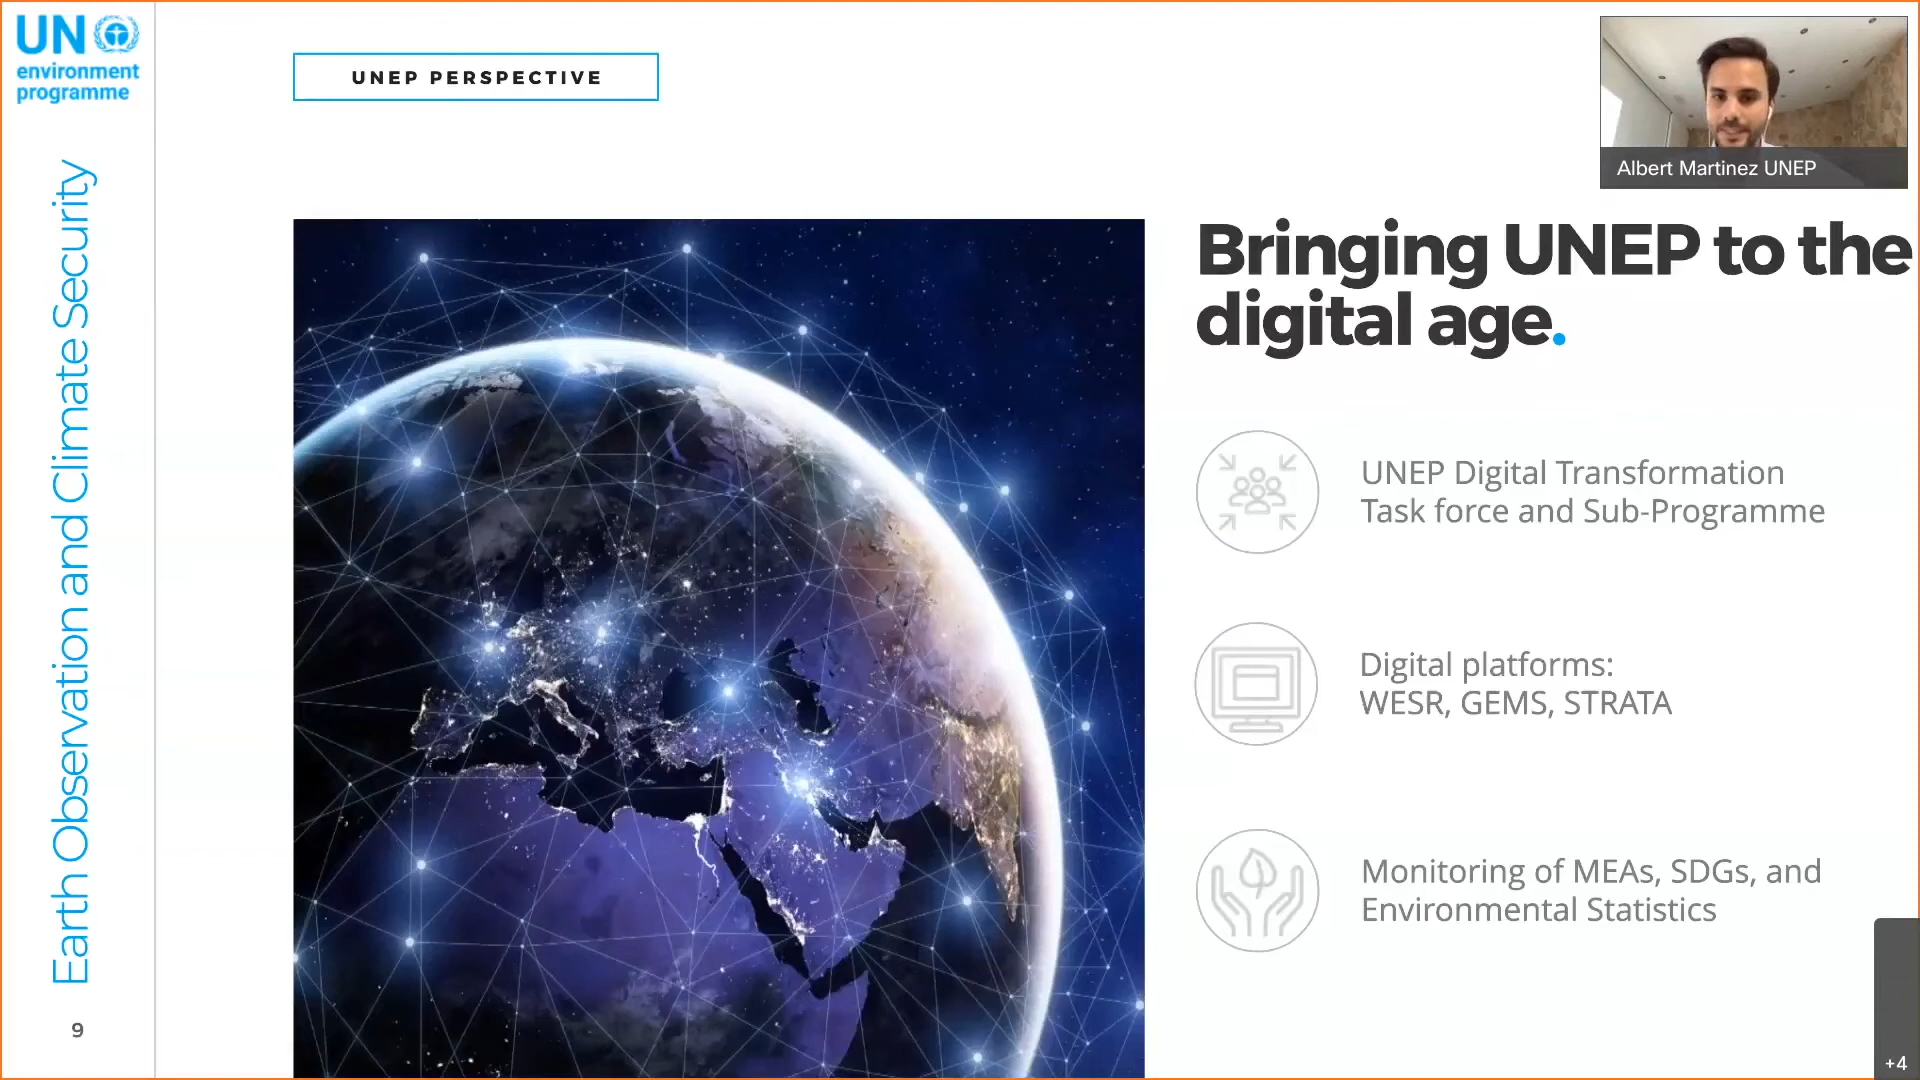 UN
environment
programme
Earth Observation and Climate Security
9
UNEP PERSPECTIVE
Albert Martinez UNEP
Bringing UNEP to the
digital age.
UNEP Digital Transformation
Task force and Sub-Programme
Digital platforms:
WESR, GEMS, STRATA
Monitoring of MEAs, SDGs, and
Environmental Statistics
+4